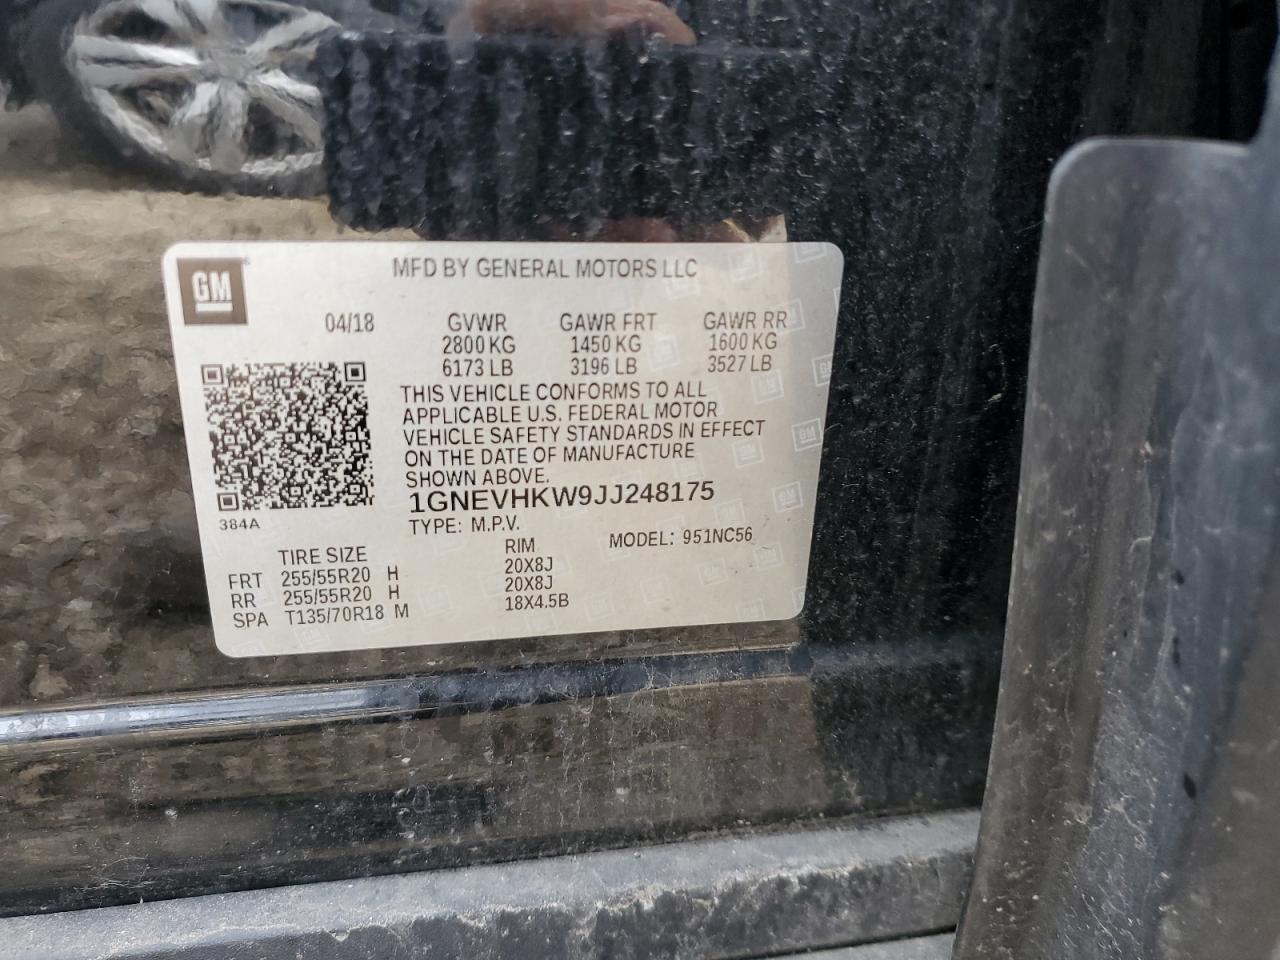 GM
MFD BY GENERAL MOTORS LLC
04/18 GVWR GAWR FRT GAWR RR
2800 KG 1450 KG 1600 KG
6173 LB 3196 LB 3527 LB
THIS VEHICLE CONFORMS TO ALL
APPLICABLE U.S. FEDERAL MOTOR
VEHICLE SAFETY STANDARDS IN EFFECT
ON THE DATE OF MANUFACTURE
SHOWN ABOVE.
1GNEVHKW9JJ248175
384A
TYPE: M.P.V.
MODEL: 951NC56
TIRE SIZE RIM
FRT 255/55R20 H 20X8J
RR 255/55R20 H 20X8J
SPA T135/70R18 M 18X4.5B